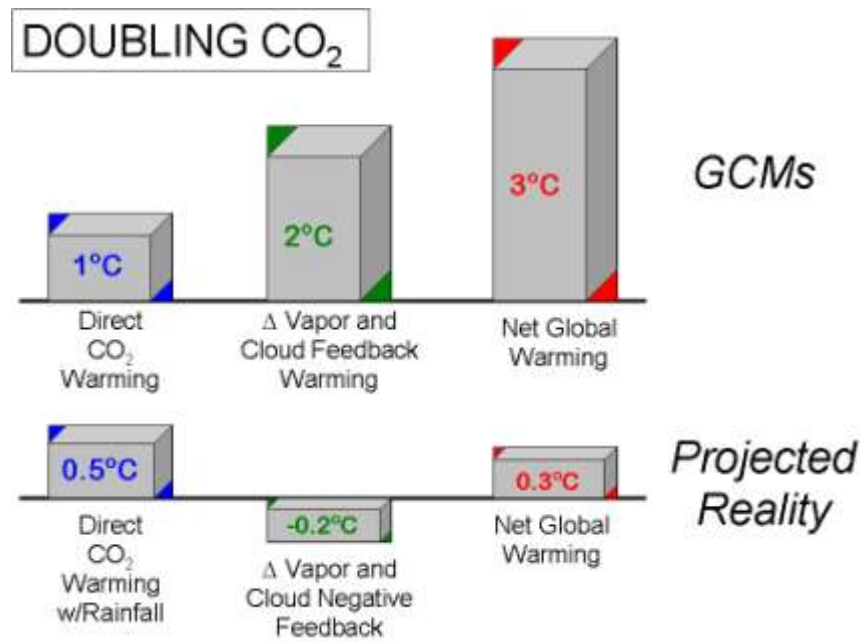 DOUBLING CO₂
1°C
2°C
3°C
GCMs
Direct
CO₂
Warming
Δ Vapor and
Cloud Feedback
Warming
Net Global
Warming
0.5°C
-0.2°C
0.3°C
Projected
Reality
Direct
CO₂
Warming
w/Rainfall
Δ Vapor and
Cloud Negative
Feedback
Net Global
Warming